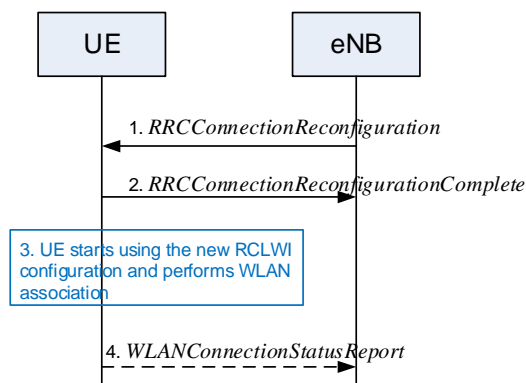 UE
eNB
1. RRCConnectionReconfiguration
2. RRCConnectionReconfigurationComplete
3. UE starts using the new RCLWI
configuration and performs WLAN
association
4. WLANConnectionStatusReport